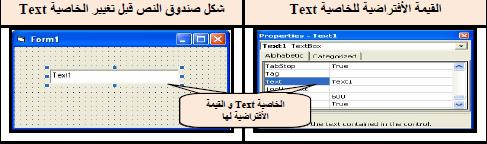 القيمة الأفتراضية للخاصية Text
شكل صندوق النص قبل تغيير الخاصية Text
Form1
Text1
Properties - Text1
Text1 TextBox
Alphabetic Categorized
TabStop True
Tag
Text Text1
600
True
the text contained in the control.
الخاصية Text و القيمة
الأفتراضية لها